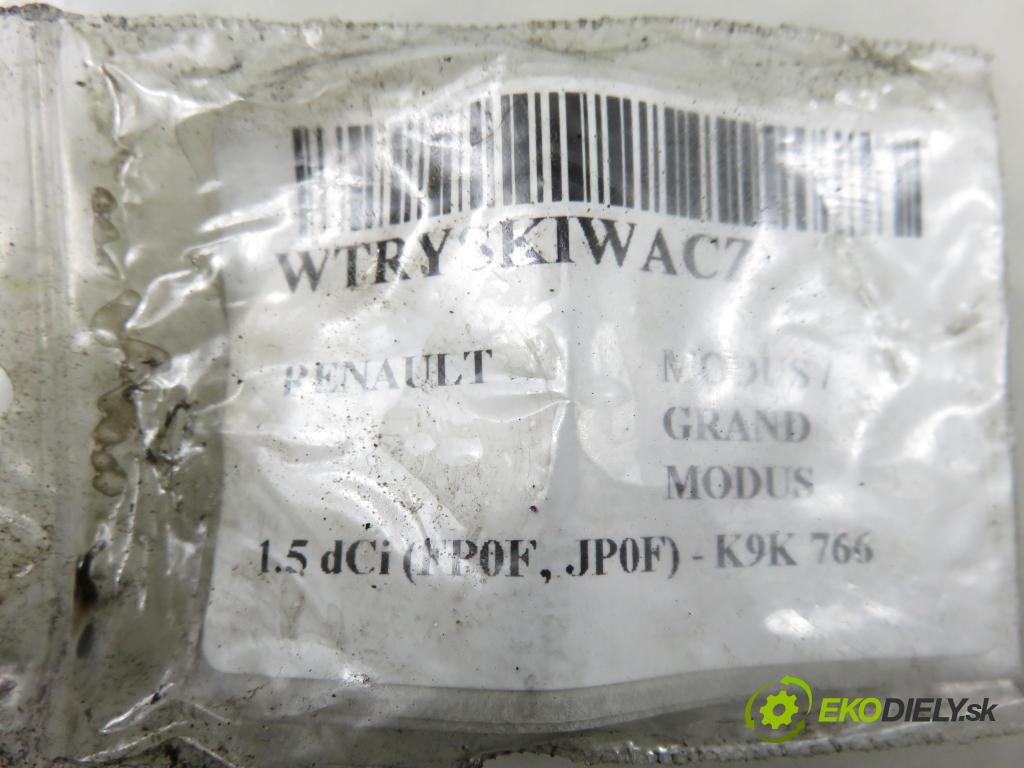 WTRYSKIWACZ
RENAULT MODUS /
GRAND
MODUS
1.5 dCi (FP0F, JP0F) - K9K 766
EKODIELY.sk